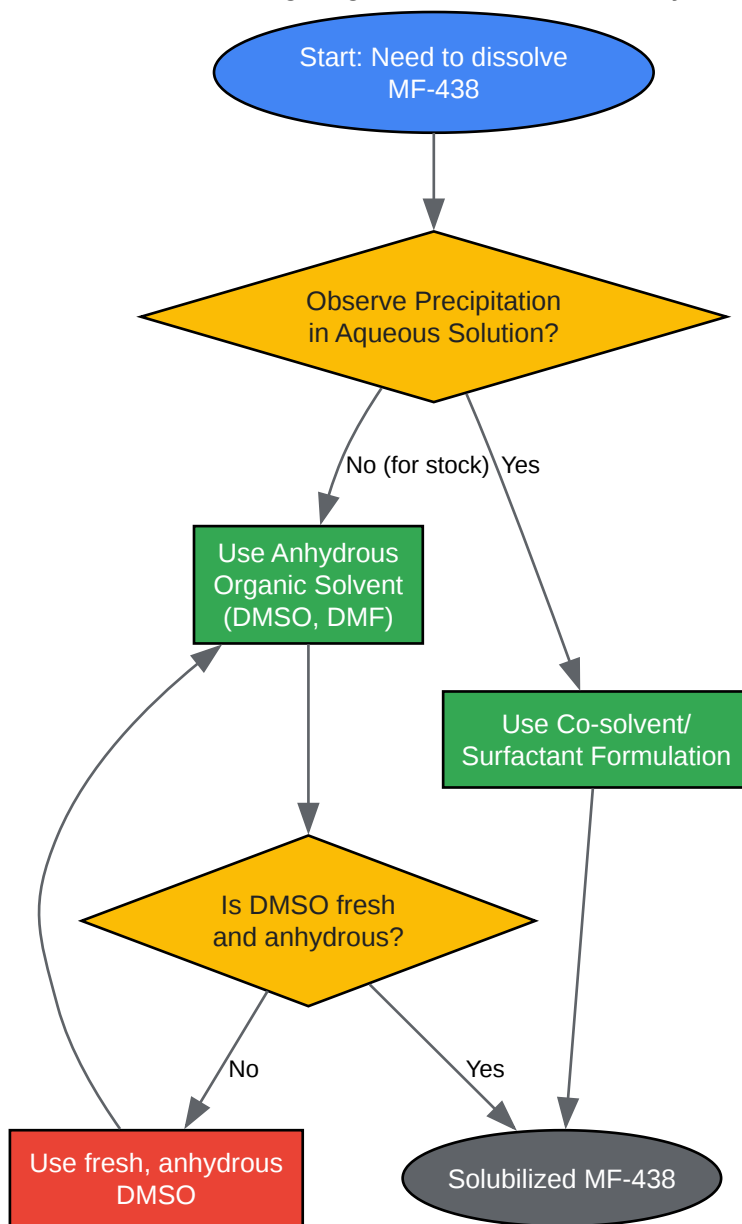 Start: Need to dissolve
MF-438
Observe Precipitation
in Aqueous Solution?
No (for stock)
Yes
Use Anhydrous
Organic Solvent
(DMSO, DMF)
Use Co-solvent/
Surfactant Formulation
Is DMSO fresh
and anhydrous?
No
Yes
Use fresh, anhydrous
DMSO
Solubilized MF-438